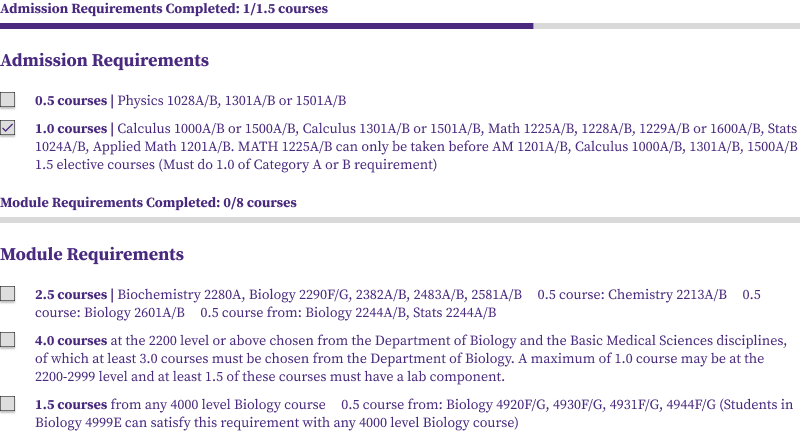 Admission Requirements Completed: 1/1.5 courses
Admission Requirements
0.5 courses | Physics 1028A/B, 1301A/B or 1501A/B
1.0 courses | Calculus 1000A/B or 1500A/B, Calculus 1301A/B or 1501A/B, Math 1225A/B, 1228A/B, 1229A/B or 1600A/B, Stats
1024A/B, Applied Math 1201A/B. MATH 1225A/B can only be taken before AM 1201A/B, Calculus 1000A/B, 1301A/B, 1500A/B
1.5 elective courses (Must do 1.0 of Category A or B requirement)
Module Requirements Completed: 0/8 courses
Module Requirements
2.5 courses | Biochemistry 2280A, Biology 2290F/G, 2382A/B, 2483A/B, 2581A/B 0.5 course: Chemistry 2213A/B 0.5
course: Biology 2601A/B 0.5 course from: Biology 2244A/B, Stats 2244A/B
4.0 courses at the 2200 level or above chosen from the Department of Biology and the Basic Medical Sciences disciplines,
of which at least 3.0 courses must be chosen from the Department of Biology. A maximum of 1.0 course may be at the
2200-2999 level and at least 1.5 of these courses must have a lab component.
1.5 courses from any 4000 level Biology course 0.5 course from: Biology 4920F/G, 4930F/G, 4931F/G, 4944F/G (Students in
Biology 4999E can satisfy this requirement with any 4000 level Biology course)